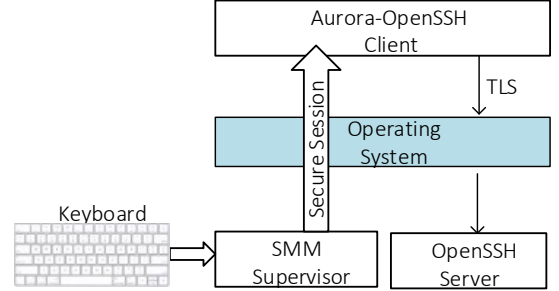 Aurora-OpenSSH
Client
TLS
Operating
System
Secure Session
Keyboard
SMM
Supervisor
OpenSSH
Server